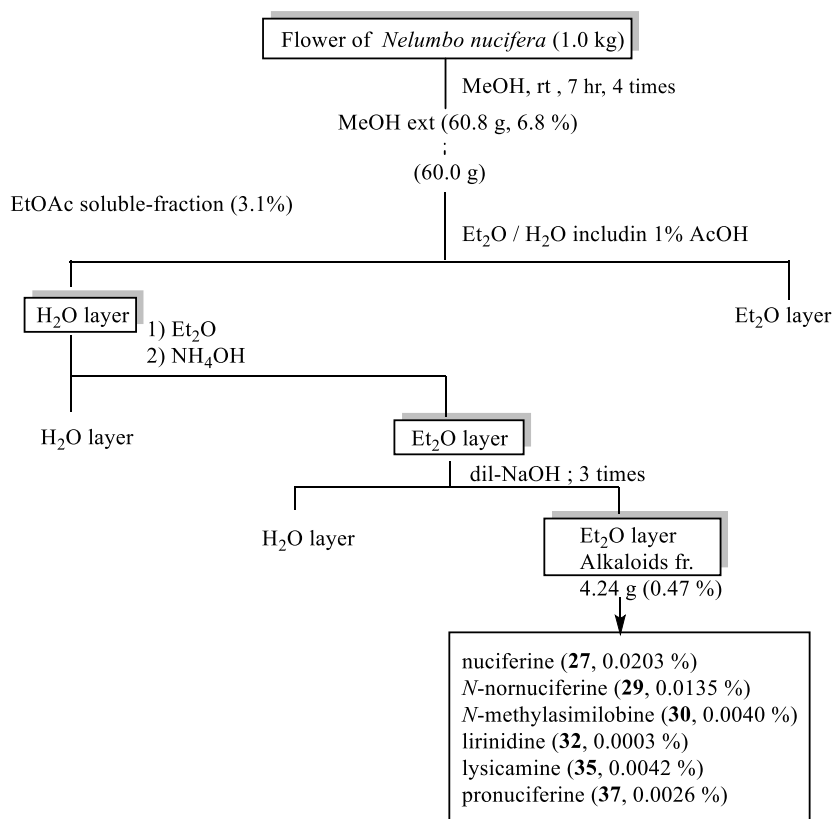 Flower of Nelumbo nucifera (1.0 kg)
MeOH, rt , 7 hr, 4 times
MeOH ext (60.8 g, 6.8 %)
;
(60.0 g)
EtOAc soluble-fraction (3.1%)
Et2O / H2O includin 1% AcOH
H2O layer
Et2O layer
1) Et2O
2) NH4OH
H2O layer
Et2O layer
dil-NaOH ; 3 times
H2O layer
Et2O layer
Alkaloids fr.
4.24 g (0.47 %)
nuciferine (27, 0.0203 %)
N-nornuciferine (29, 0.0135 %)
N-methylasimilobine (30, 0.0040 %)
lirinidine (32, 0.0003 %)
lysicamine (35, 0.0042 %)
pronuciferine (37, 0.0026 %)